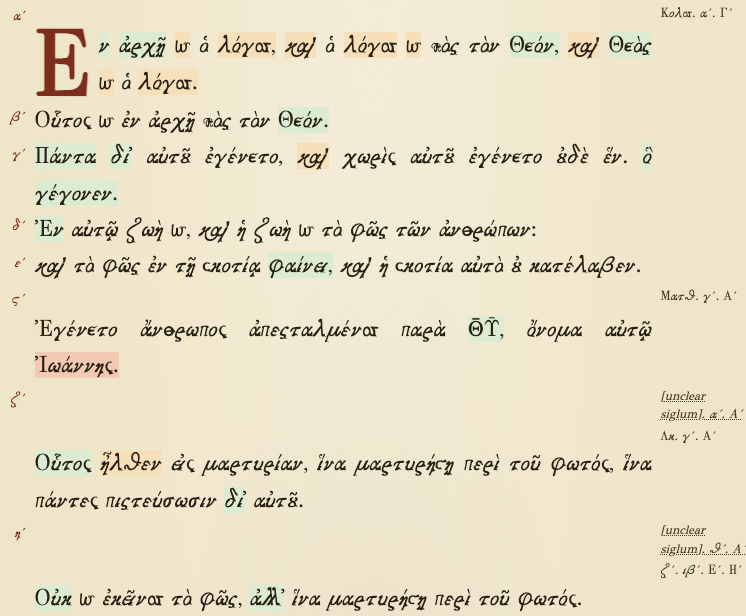 α΄
Κολος. α΄. Γ΄
Εν ἀρχῇ ἦν ὁ λόγος, καὶ ὁ λόγος ἦν πρὸς τὸν Θεόν, καὶ Θεὸς
ἦν ὁ λόγος.
β΄ Οὗτος ἦν ἐν ἀρχῇ πρὸς τὸν Θεόν.
γ΄ Πάντα δι’ αὐτοῦ ἐγένετο, καὶ χωρὶς αὐτοῦ ἐγένετο οὐδὲ ἕν. ὃ
γέγονεν.
δ΄ Ἐν αὐτῷ ζωὴ ἦν, καὶ ἡ ζωὴ ἦν τὸ φῶς τῶν ἀνθρώπων:
ε΄ καὶ τὸ φῶς ἐν τῇ σκοτίᾳ φαίνει, καὶ ἡ σκοτία αὐτὸ οὐ κατέλαβεν.
ϛ΄
Ματθ. γ΄. Α΄
Ἐγένετο ἄνθρωπος ἀπεσταλμένος παρὰ Θ̅Υ̅, ὄνομα αὐτῷ
Ἰωάννης.
ζ΄
[unclear
siglum]. α΄. Α΄
Λκ. γ΄. Α΄
Οὗτος ἦλθεν εἰς μαρτυρίαν, ἵνα μαρτυρήσῃ περὶ τοῦ φωτός, ἵνα
πάντες πιστεύσωσιν δι’ αὐτοῦ.
η΄
[unclear
siglum]. θ΄. Α΄
ζ΄. ιβ΄. Ε΄. Η΄
Οὐκ ἦν ἐκεῖνος τὸ φῶς, ἀλλ’ ἵνα μαρτυρήσῃ περὶ τοῦ φωτός.